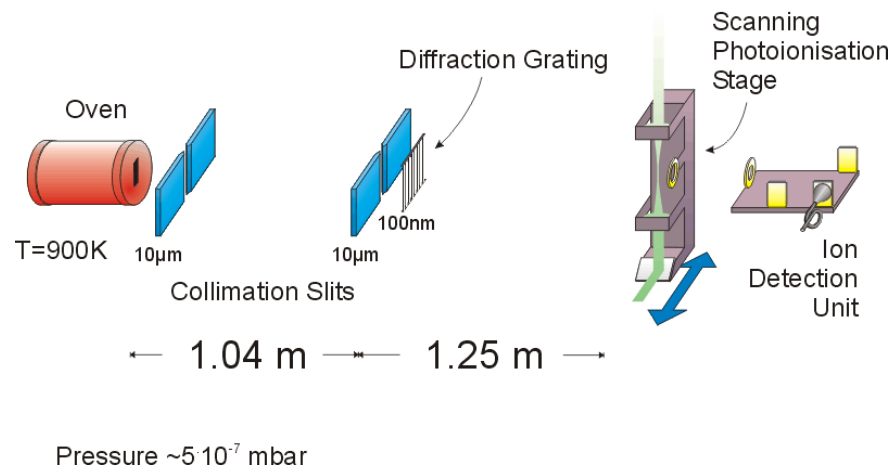 Scanning
Photoionisation
Stage
Diffraction Grating
Oven
100nm
T=900K
10µm
10µm
Collimation Slits
Ion
Detection
Unit
1.04 m
1.25 m
Pressure ~5·10⁻⁷ mbar